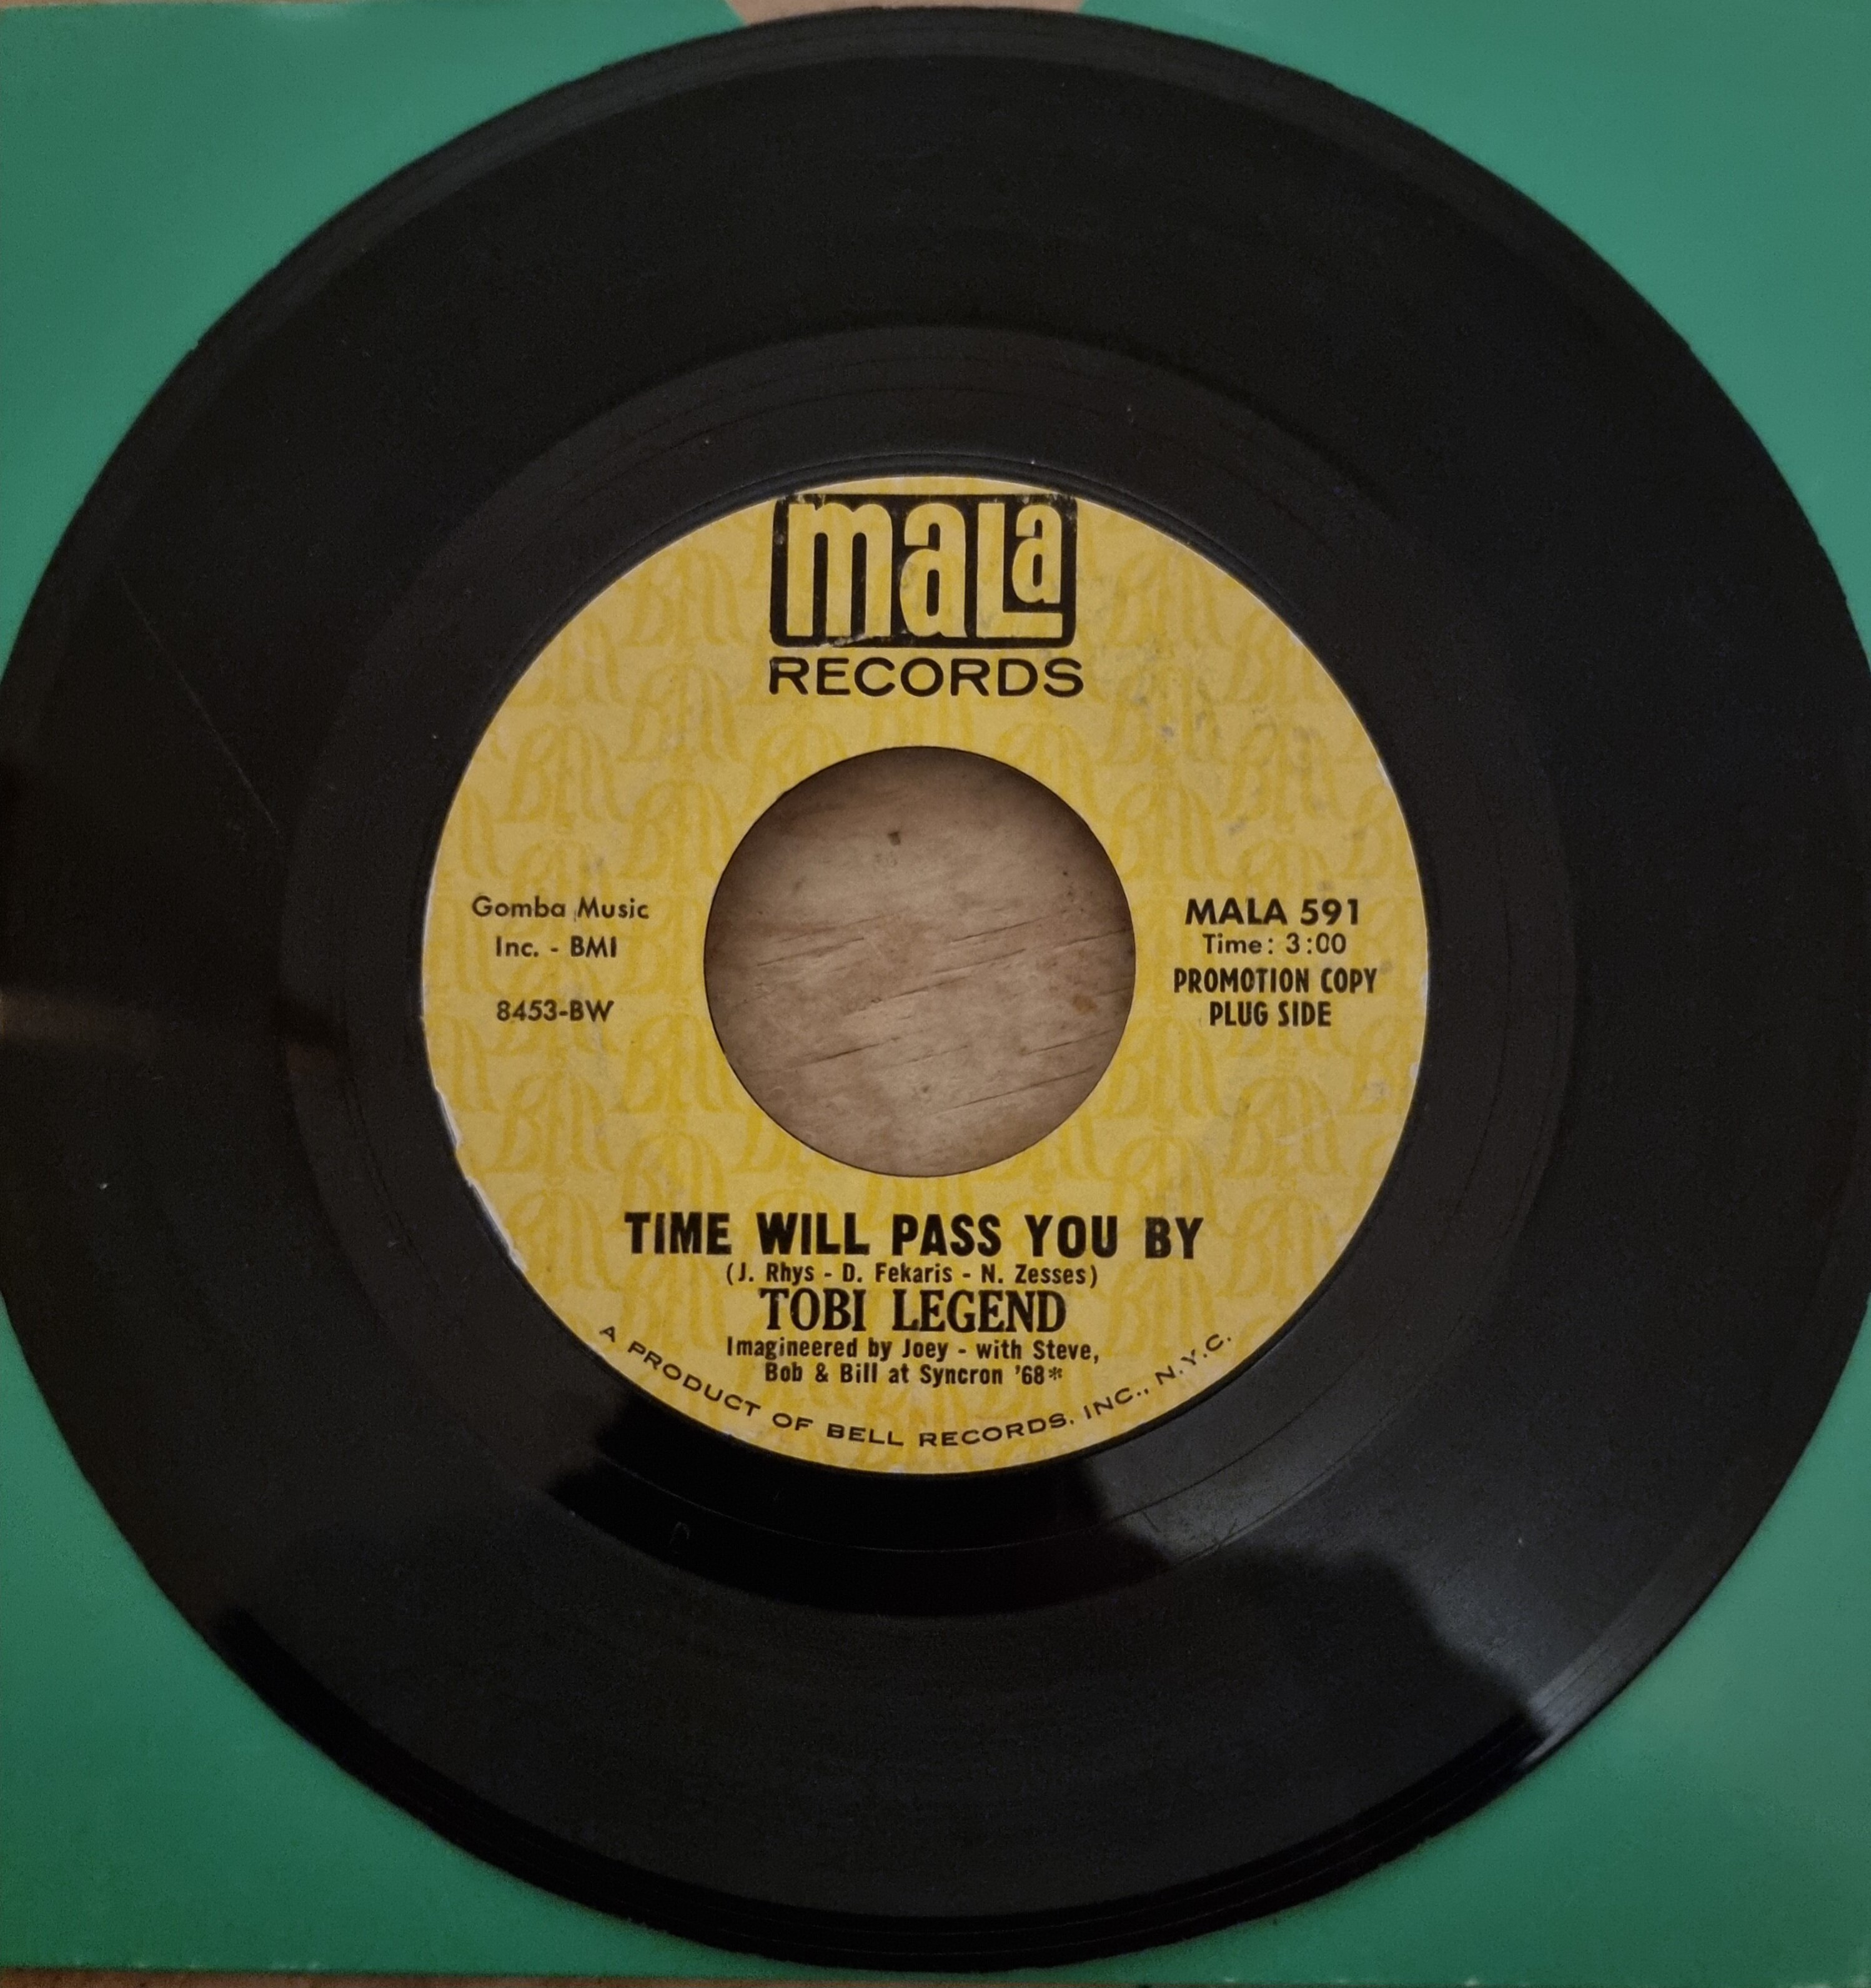 mala
RECORDS
Gomba Music
Inc. - BMI
8453-BW
MALA 591
Time: 3:00
PROMOTION COPY
PLUG SIDE
TIME WILL PASS YOU BY
(J. Rhys - D. Fekaris - N. Zesses)
TOBI LEGEND
Imagineered by Joey - with Steve,
Bob & Bill at Syncron '68*
A PRODUCT OF BELL RECORDS, INC., N.Y.C.